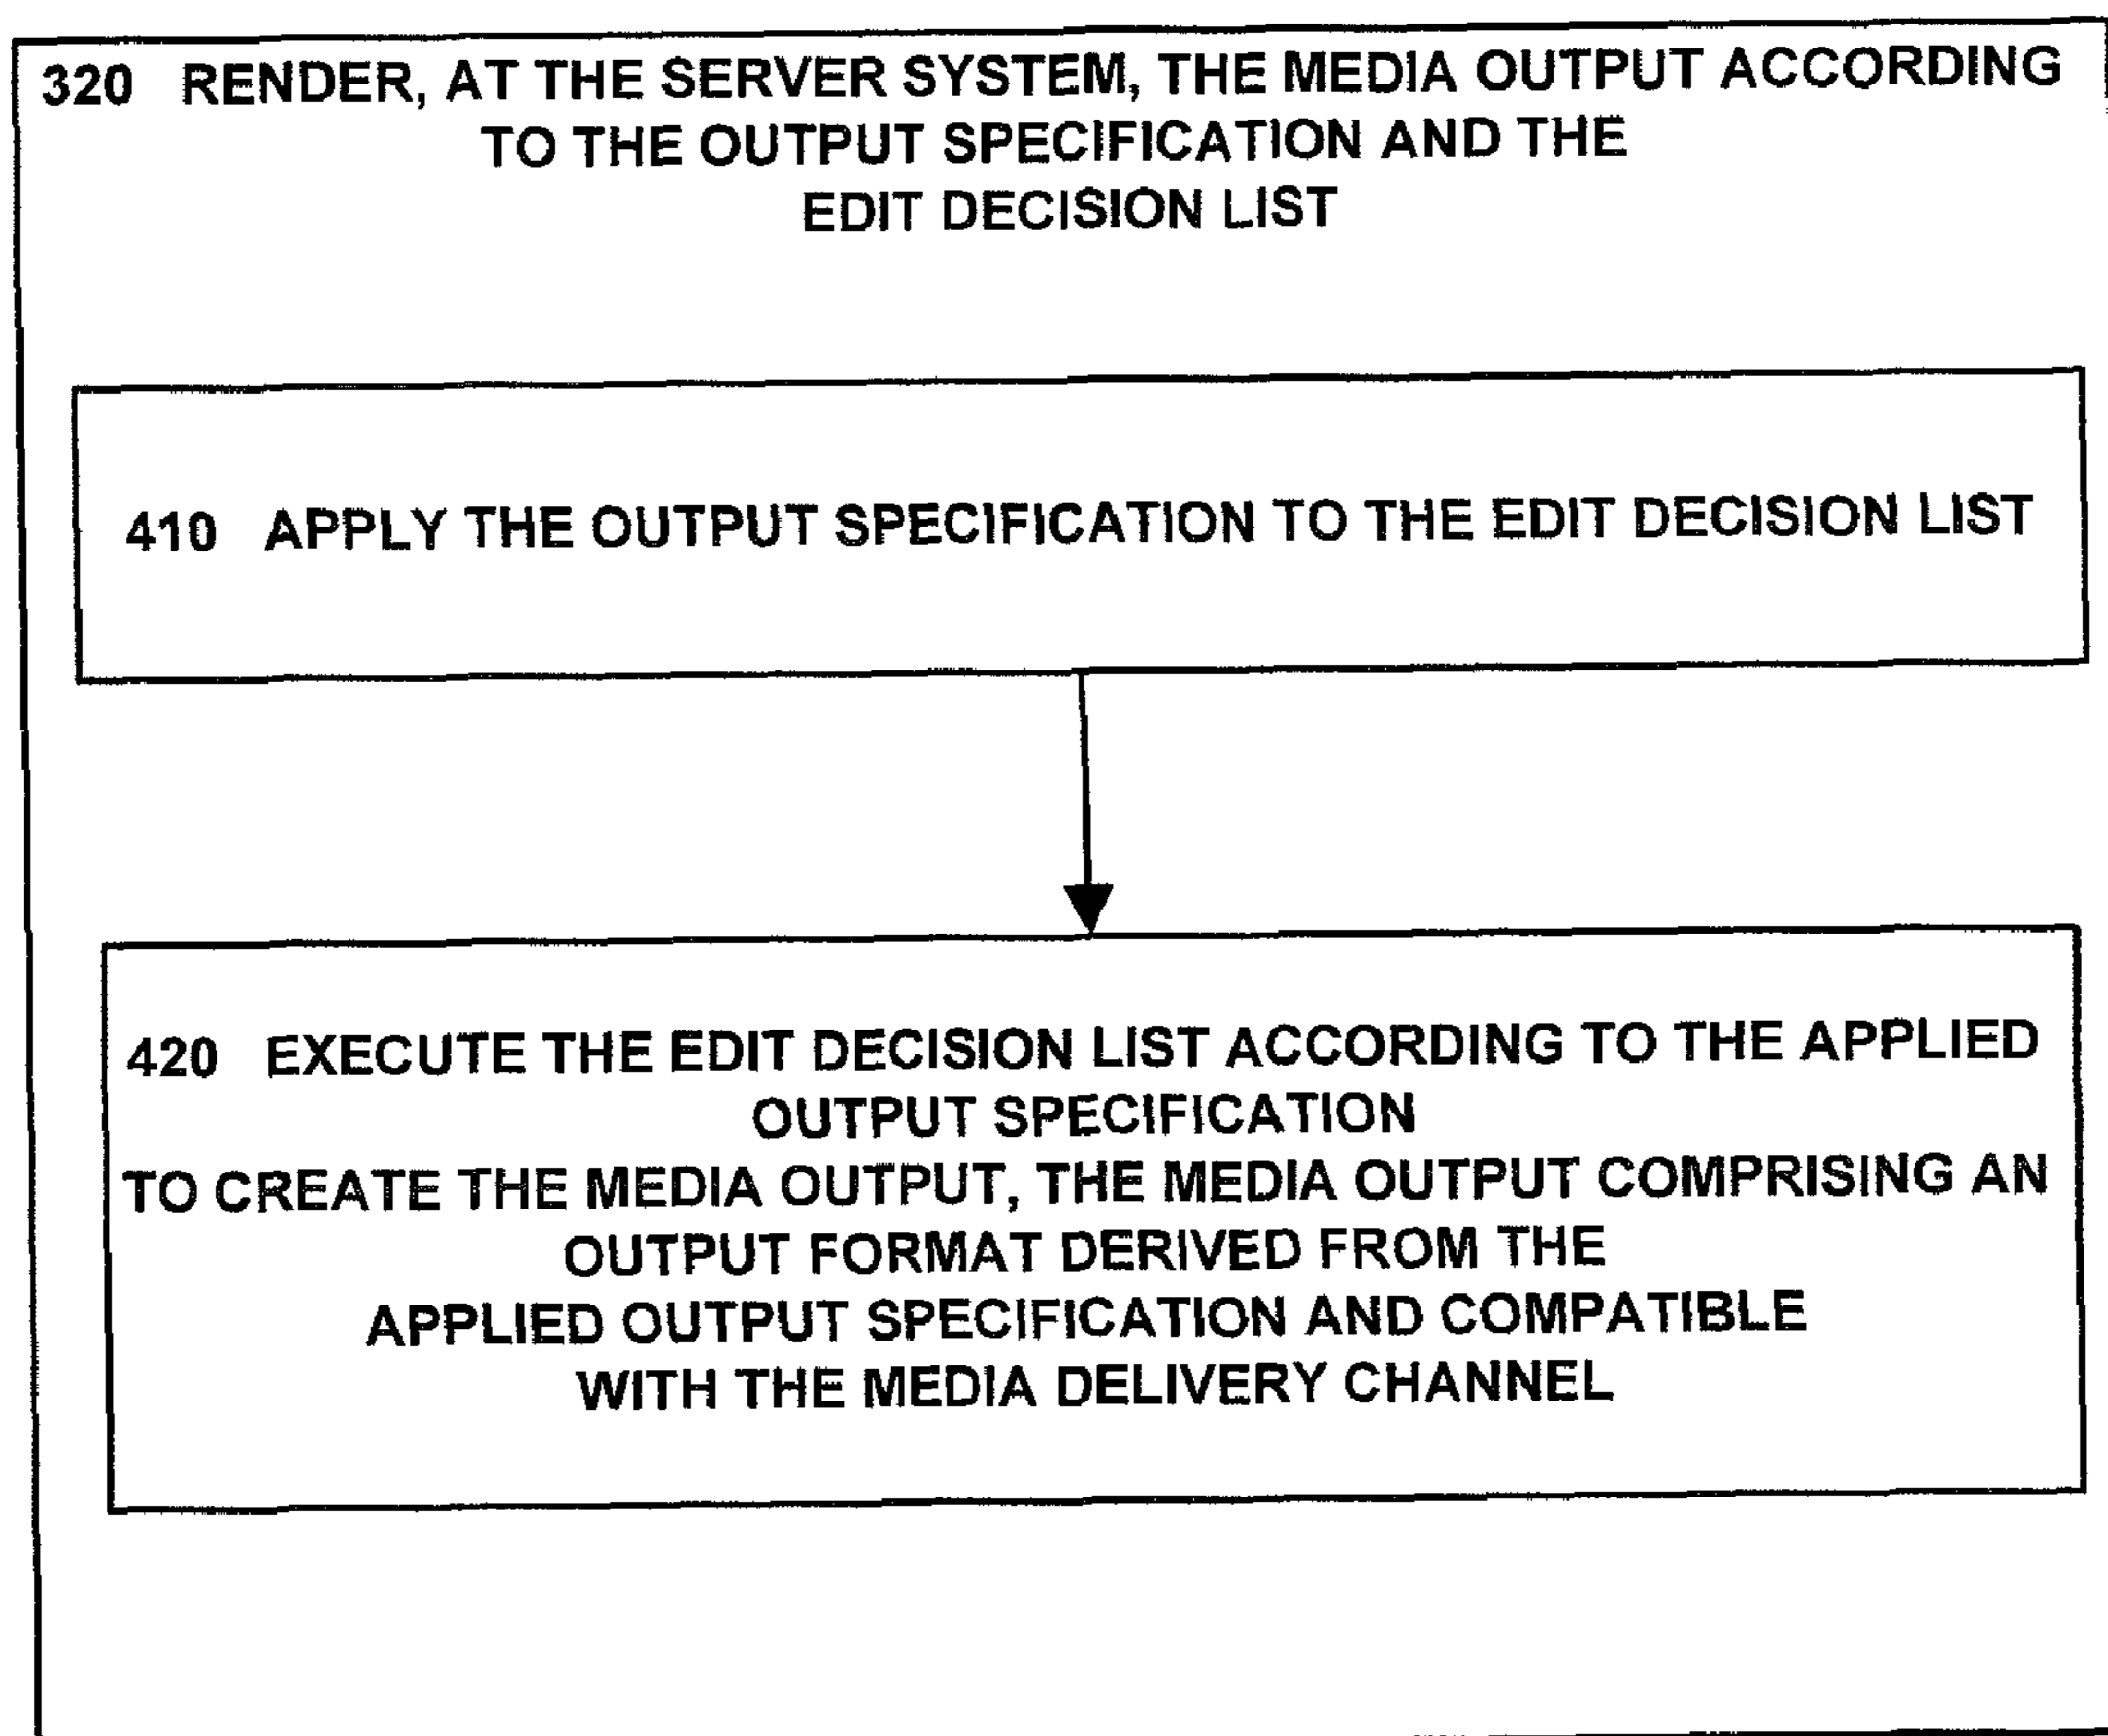 320 RENDER, AT THE SERVER SYSTEM, THE MEDIA OUTPUT ACCORDING
TO THE OUTPUT SPECIFICATION AND THE
EDIT DECISION LIST
410 APPLY THE OUTPUT SPECIFICATION TO THE EDIT DECISION LIST
420 EXECUTE THE EDIT DECISION LIST ACCORDING TO THE APPLIED
OUTPUT SPECIFICATION
TO CREATE THE MEDIA OUTPUT, THE MEDIA OUTPUT COMPRISING AN
OUTPUT FORMAT DERIVED FROM THE
APPLIED OUTPUT SPECIFICATION AND COMPATIBLE
WITH THE MEDIA DELIVERY CHANNEL